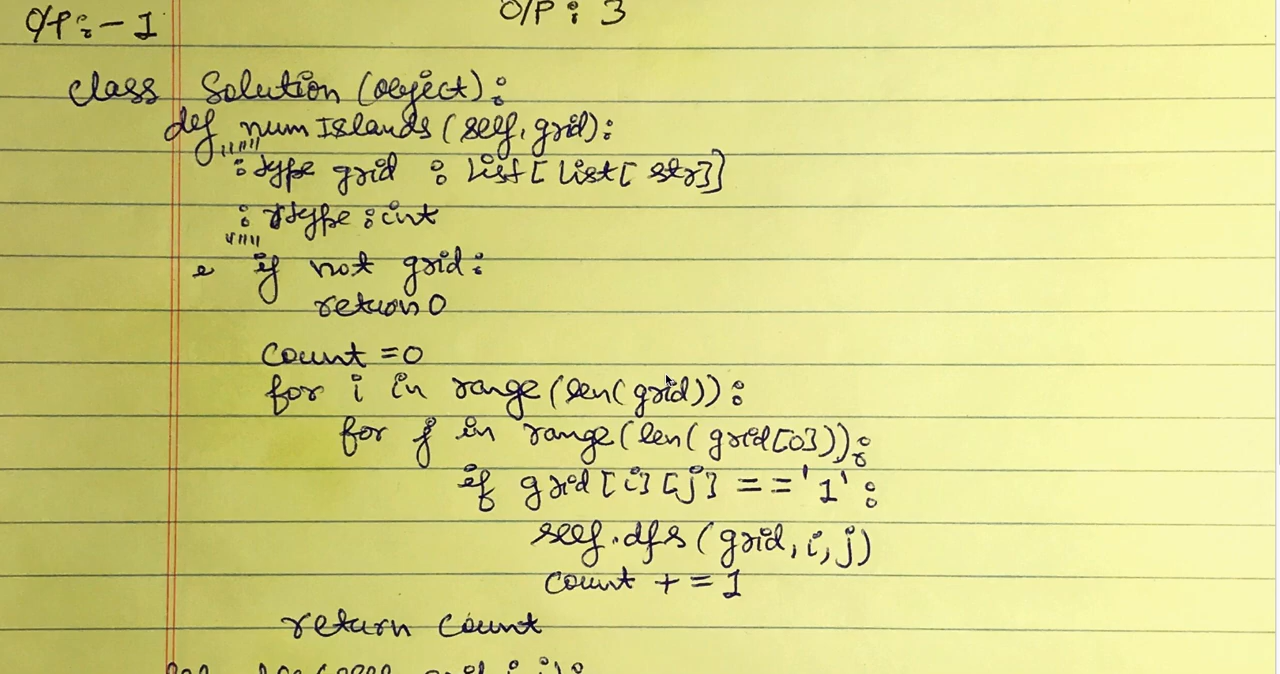 O/P :- 1
O/P : 3
class Solution (object):
def numIslands (self, grid):
"""
: type grid : List [ List [ str]]
: rtype : int
"""
if not grid:
return 0
count = 0
for i in range (len( grid)) :
for j in range (len ( grid [0])):
if grid [i] [j] == '1' :
self.dfs ( grid, i, j)
count += 1
return count